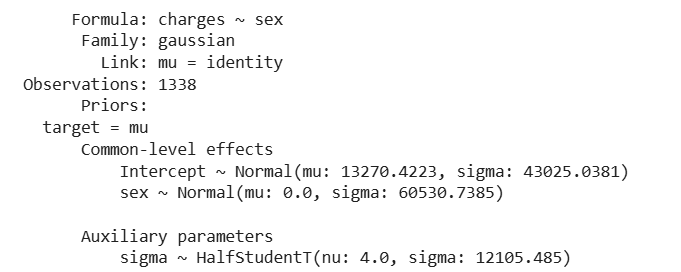 Formula: charges ~ sex
Family: gaussian
Link: mu = identity
Observations: 1338
Priors:
target = mu
Common-level effects
Intercept ~ Normal(mu: 13270.4223, sigma: 43025.0381)
sex ~ Normal(mu: 0.0, sigma: 60530.7385)
Auxiliary parameters
sigma ~ HalfStudentT(nu: 4.0, sigma: 12105.485)